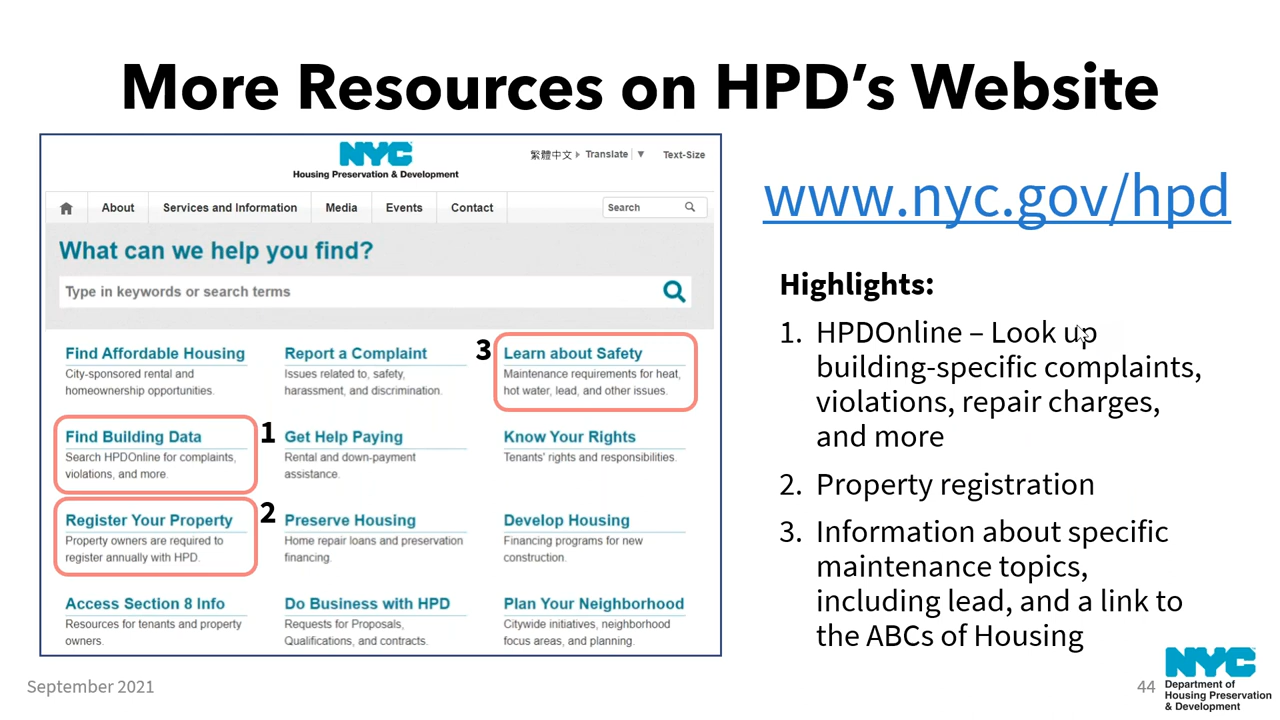 More Resources on HPD’s Website
NYC
Housing Preservation & Development
繁體中文 Translate Text-Size
About Services and Information Media Events Contact Search
What can we help you find?
Type in keywords or search terms
Find Affordable Housing
City-sponsored rental and
homeownership opportunities.
Report a Complaint
Issues related to, safety,
harassment, and discrimination.
3
Learn about Safety
Maintenance requirements for heat,
hot water, lead, and other issues.
Find Building Data
Search HPDOnline for complaints,
violations, and more.
1
Get Help Paying
Rental and down-payment
assistance.
Know Your Rights
Tenants' rights and responsibilities.
Register Your Property
Property owners are required to
register annually with HPD.
2
Preserve Housing
Home repair loans and preservation
financing.
Develop Housing
Financing programs for new
construction.
Access Section 8 Info
Resources for tenants and property
owners.
Do Business with HPD
Requests for Proposals,
Qualifications, and contracts.
Plan Your Neighborhood
Citywide initiatives, neighborhood
focus areas, and planning.
www.nyc.gov/hpd
Highlights:
1. HPDOnline – Look up
building-specific complaints,
violations, repair charges,
and more
2. Property registration
3. Information about specific
maintenance topics,
including lead, and a link to
the ABCs of Housing
September 2021
44
NYC
Department of
Housing Preservation
& Development